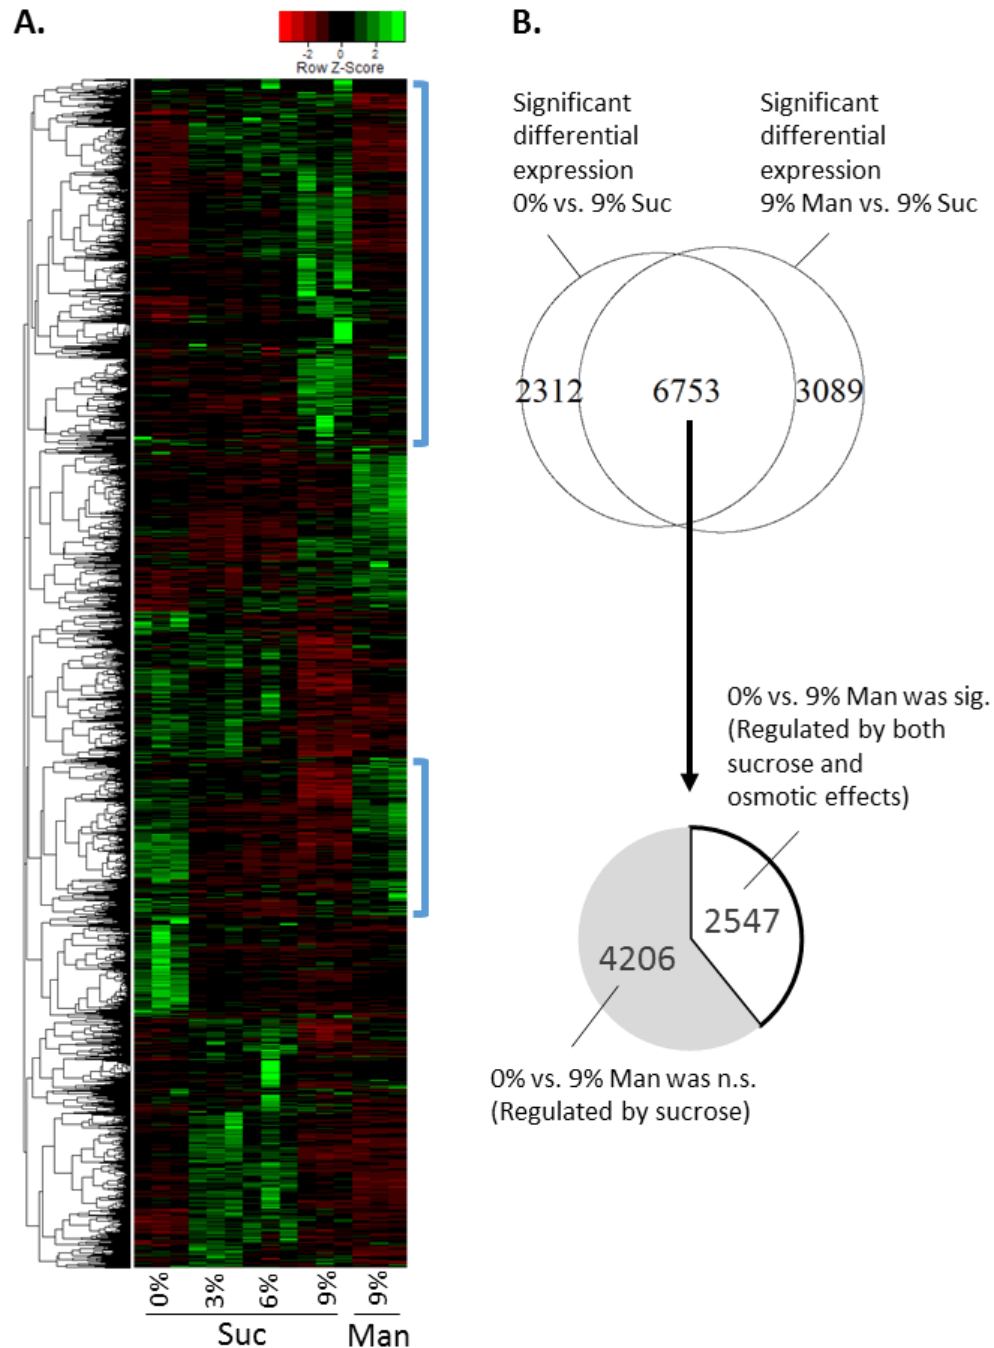 A.
B.
-2 0 2
Row Z-Score
Significant
differential
expression
0% vs. 9% Suc
Significant
differential
expression
9% Man vs. 9% Suc
2312
6753
3089
0% vs. 9% Man was sig.
(Regulated by both
sucrose and
osmotic effects)
2547
4206
0% vs. 9% Man was n.s.
(Regulated by sucrose)
0% 3% 6% 9% 9%
Suc Man